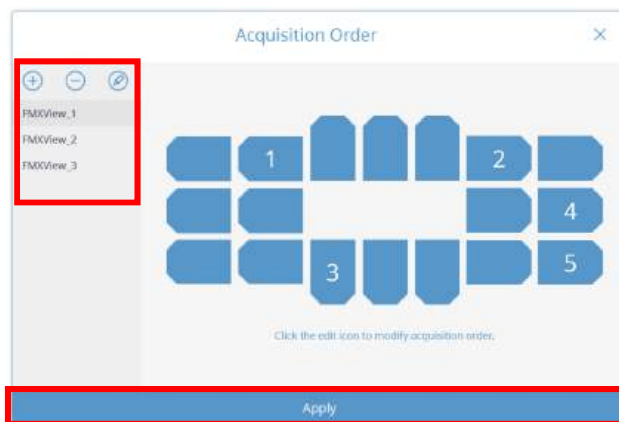 Acquisition Order
FMXView_1
FMXView_2
FMXView_3
1
2
4
3
5
Click the edit icon to modify acquisition order.
Apply